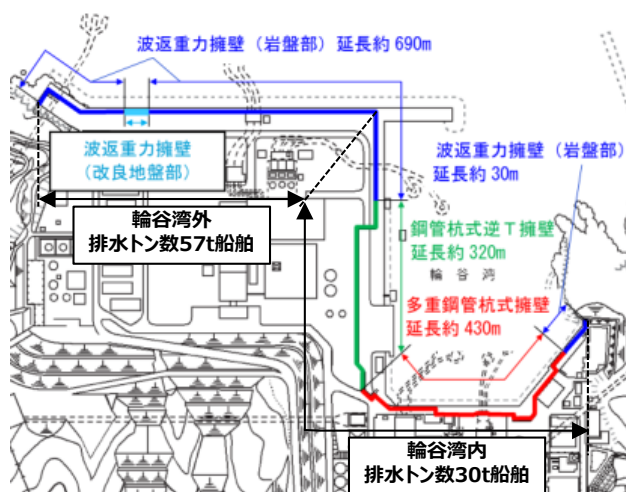 波返重力擁壁（岩盤部）延長約 690m
波返重力擁壁
（改良地盤部）
波返重力擁壁（岩盤部）
延長約 30m
輪谷湾外
排水トン数57t船舶
鋼管杭式逆T擁壁
延長約 320m
輪谷湾
多重鋼管杭式擁壁
延長約 430m
輪谷湾内
排水トン数30t船舶